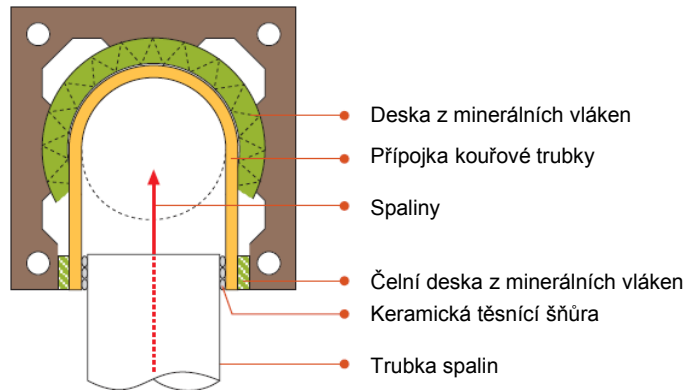 Deska z minerálních vláken
Přípojka kouřové trubky
Spaliny
Čelní deska z minerálních vláken
Keramická těsnící šňůra
Trubka spalin